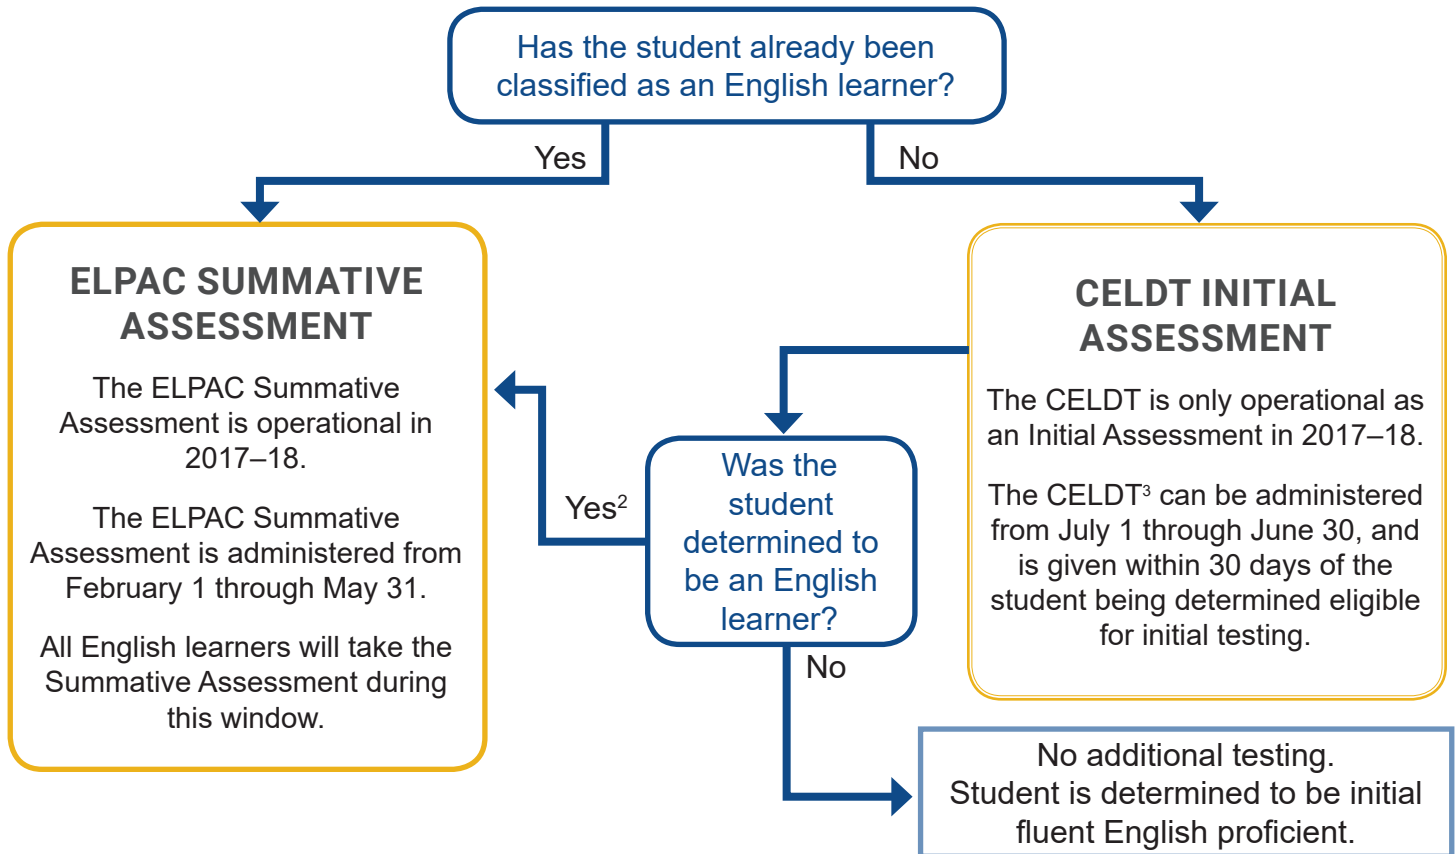 Has the student already been
classified as an English learner?
Yes
No
ELPAC SUMMATIVE
ASSESSMENT
The ELPAC Summative
Assessment is operational in
2017–18.
The ELPAC Summative
Assessment is administered from
February 1 through May 31.
All English learners will take the
Summative Assessment during
this window.
CELDT INITIAL
ASSESSMENT
The CELDT is only operational as
an Initial Assessment in 2017–18.
The CELDT³ can be administered
from July 1 through June 30, and
is given within 30 days of the
student being determined eligible
for initial testing.
Was the
student
determined to
be an English
learner?
Yes²
No
No additional testing.
Student is determined to be initial
fluent English proficient.